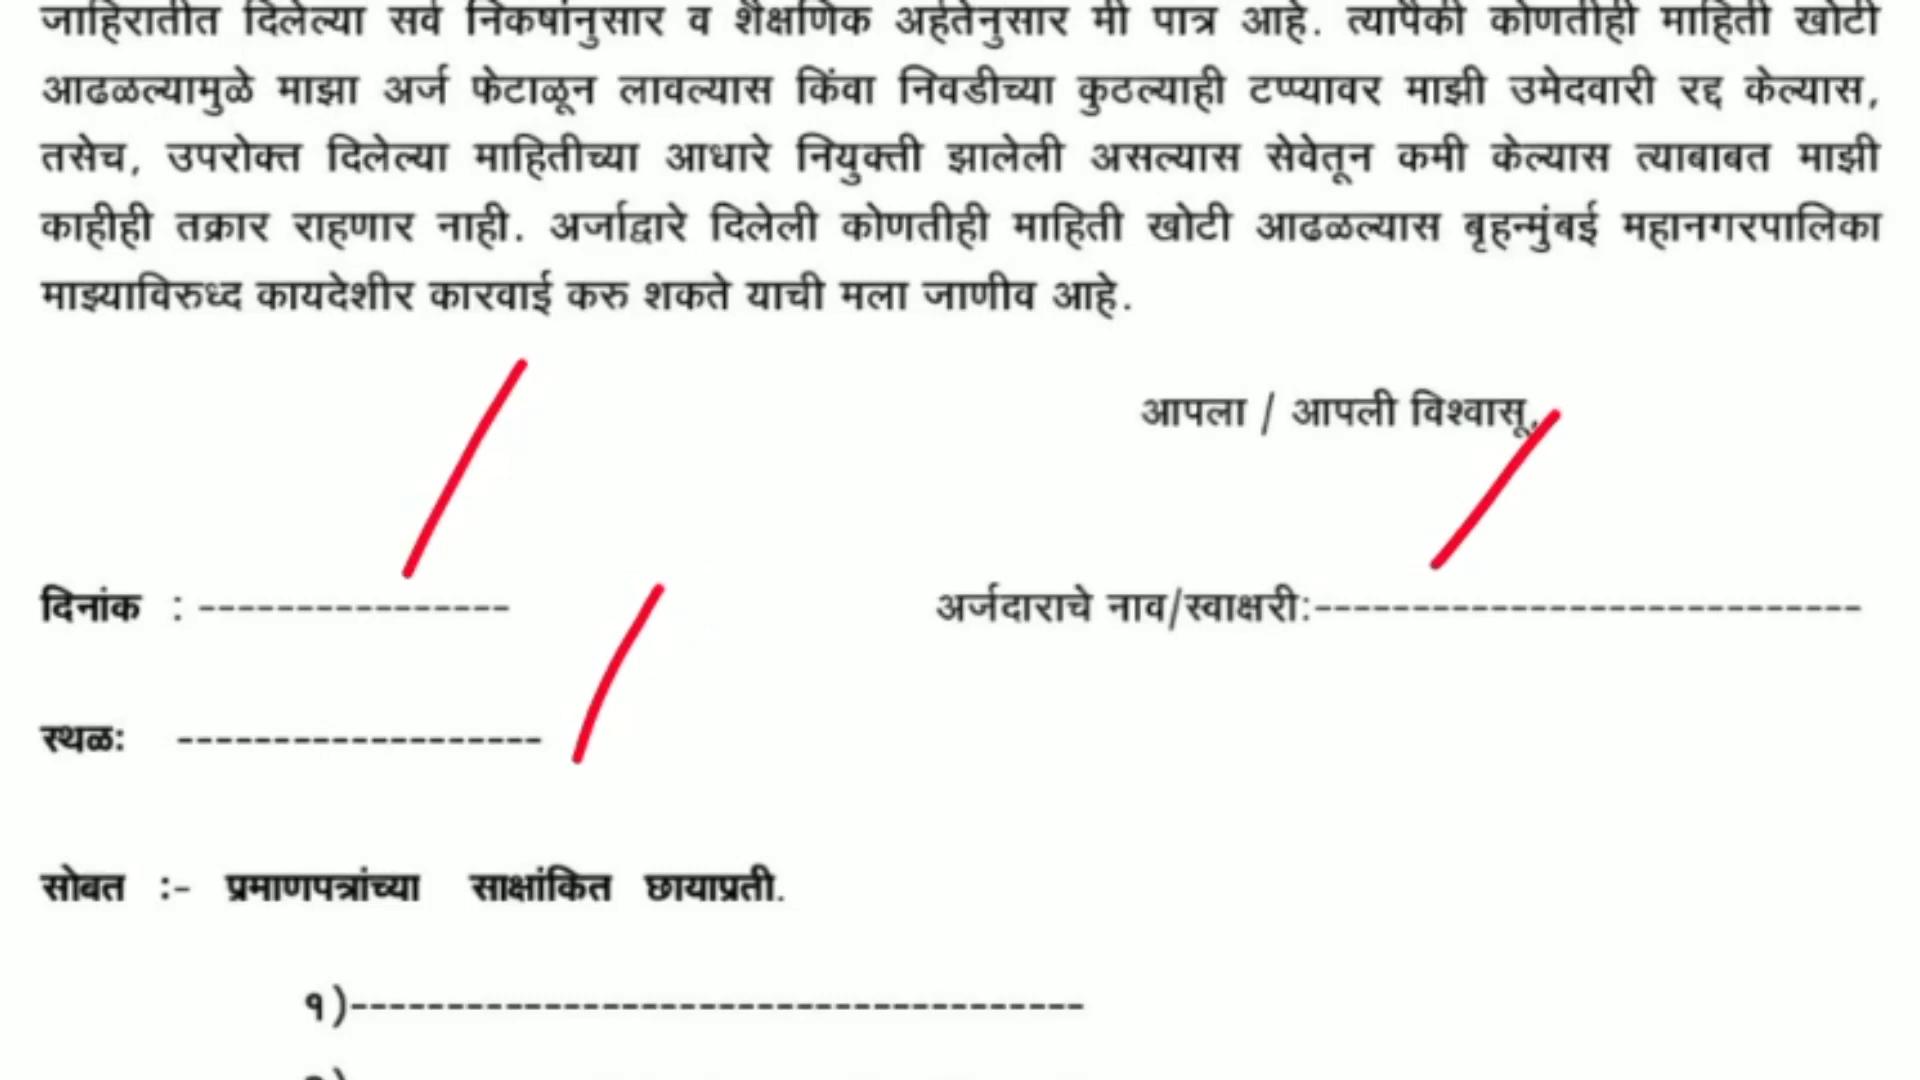 जाहिरातीत दिलेल्या सर्व निकषांनुसार व शैक्षणिक अर्हतेनुसार मी पात्र आहे. त्यापैकी कोणतीही माहिती खोटी
आढळल्यामुळे माझा अर्ज फेटाळून लावल्यास किंवा निवडीच्या कुठल्याही टप्प्यावर माझी उमेदवारी रद्द केल्यास,
तसेच, उपरोक्त दिलेल्या माहितीच्या आधारे नियुक्ती झालेली असल्यास सेवेतून कमी केल्यास त्याबाबत माझी
काहीही तक्रार राहणार नाही. अर्जाद्वारे दिलेली कोणतीही माहिती खोटी आढळल्यास बृहन्मुंबई महानगरपालिका
माझ्याविरुध्द कायदेशीर कारवाई करु शकते याची मला जाणीव आहे.
आपला / आपली विश्वासू,
दिनांक : ---------------- अर्जदाराचे नाव/स्वाक्षरी:----------------------------
स्थळ: -------------------
सोबत :- प्रमाणपत्रांच्या साक्षांकित छायाप्रती.
१)--------------------------------------